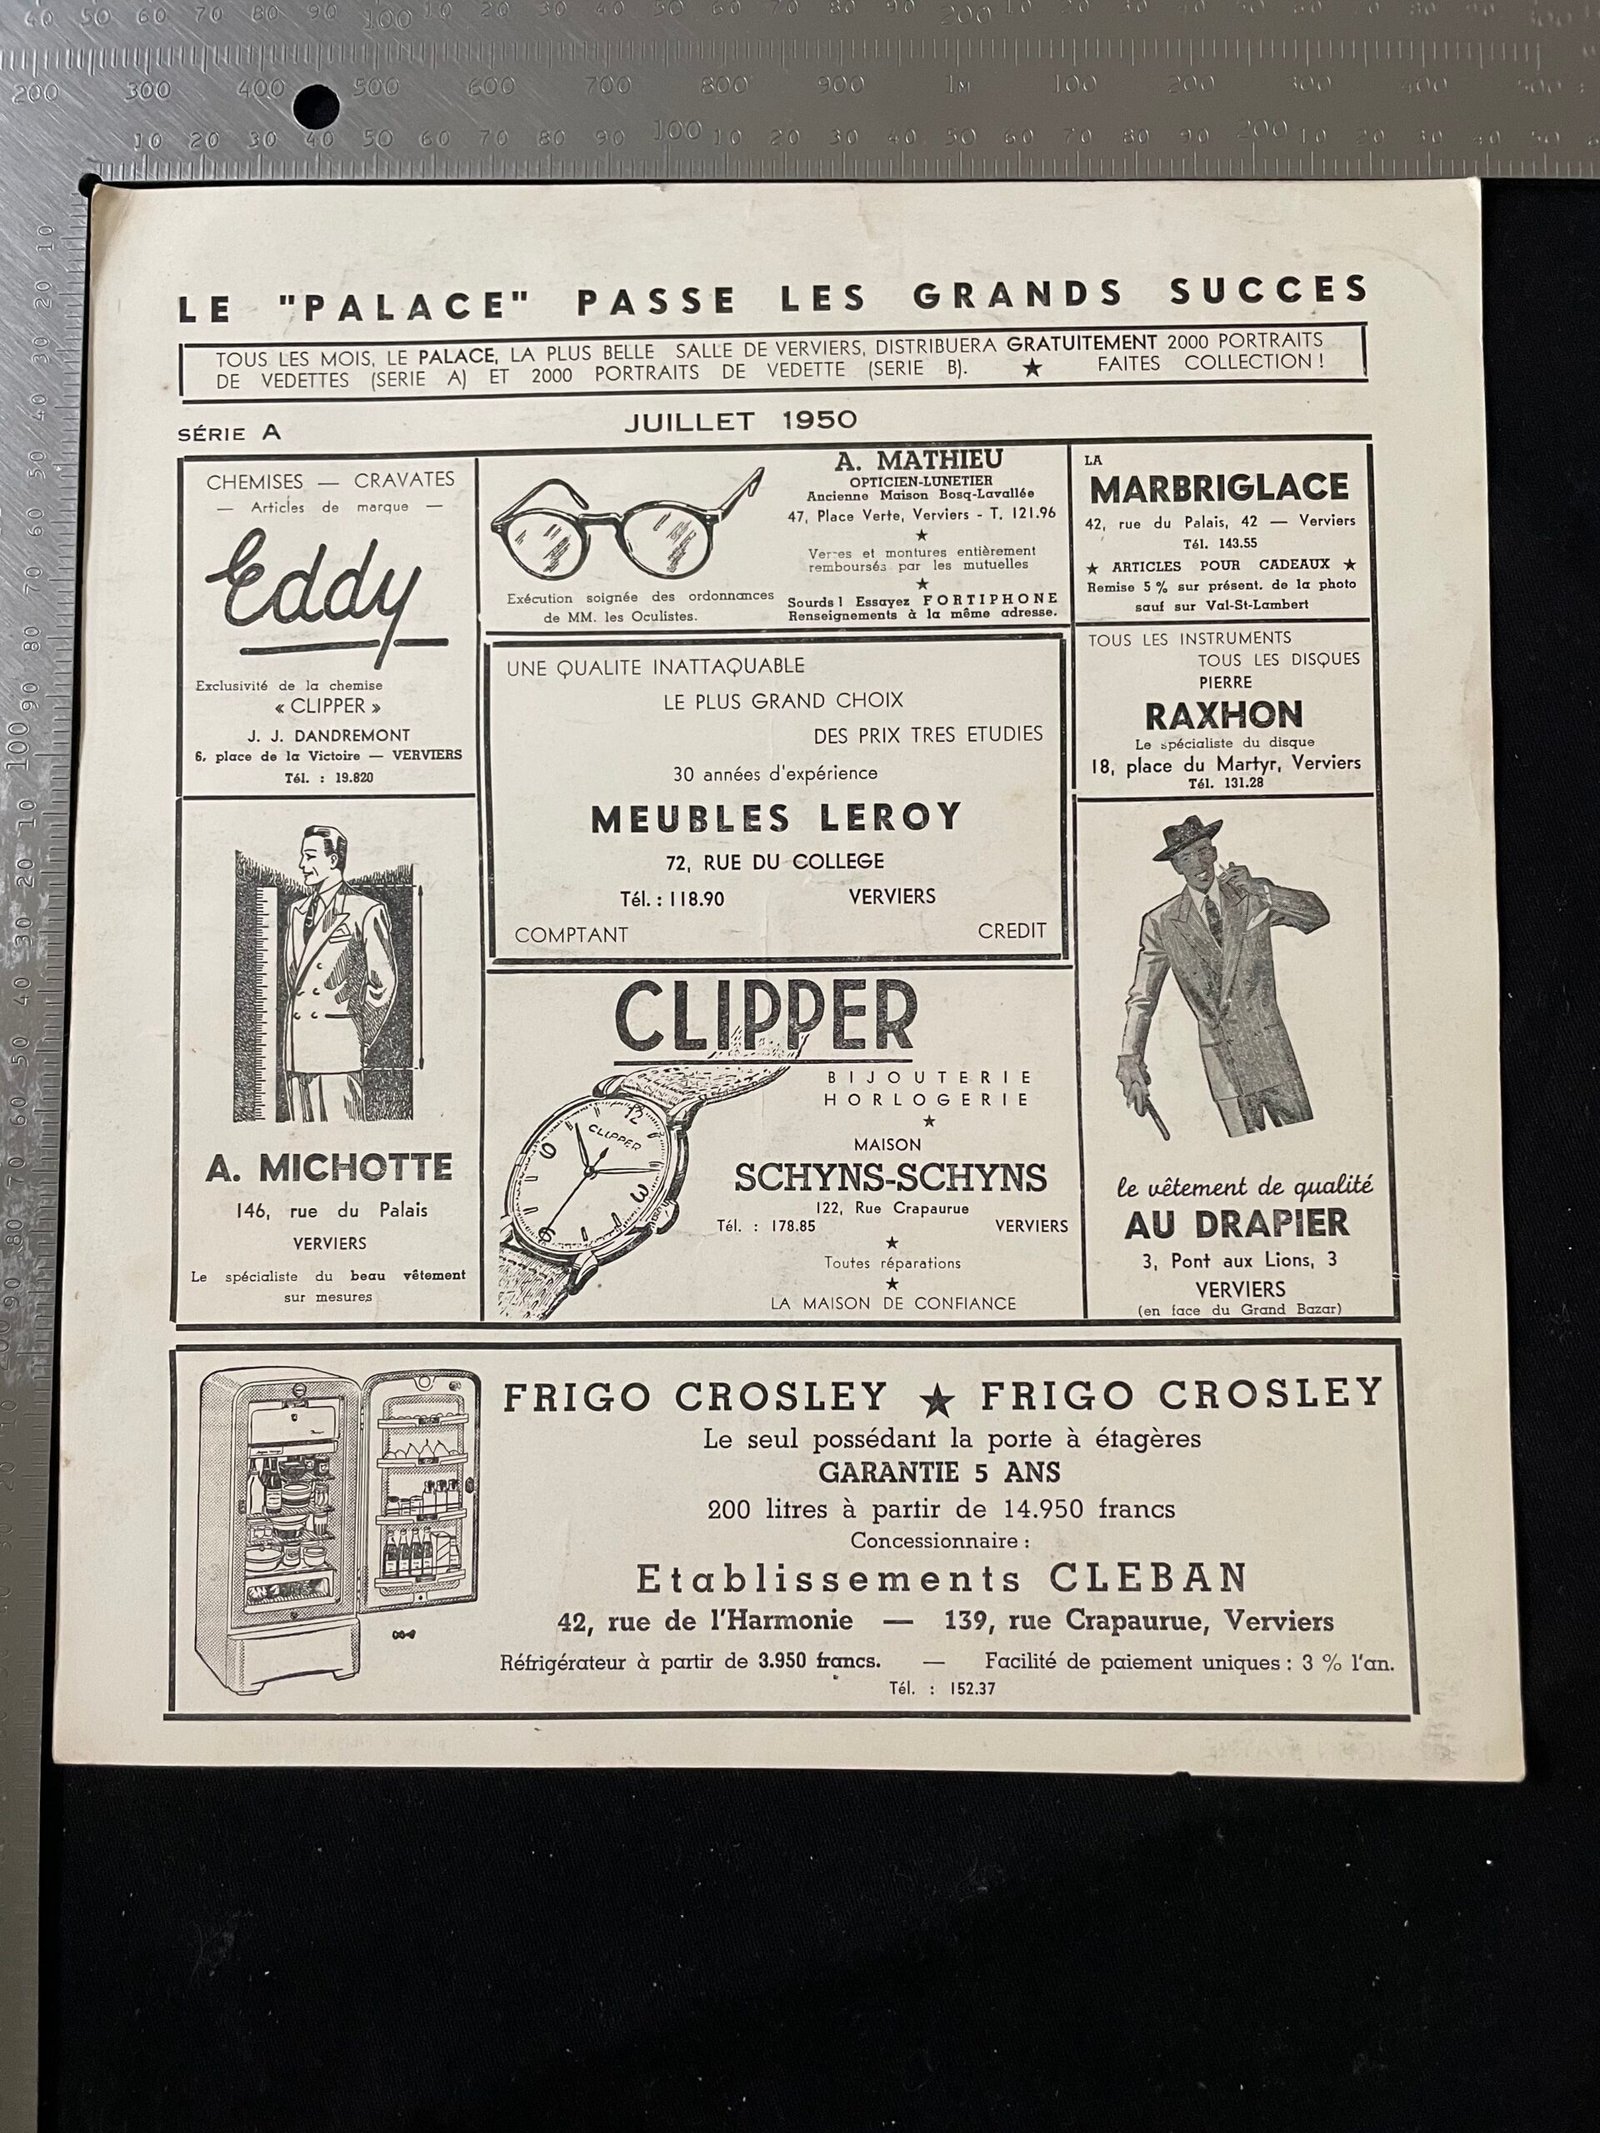 LE "PALACE" PASSE LES GRANDS SUCCES
TOUS LES MOIS, LE PALACE, LA PLUS BELLE SALLE DE VERVIERS, DISTRIBUERA GRATUITEMENT 2000 PORTRAITS
DE VEDETTES (SERIE A) ET 2000 PORTRAITS DE VEDETTE (SERIE B). ★ FAITES COLLECTION !
SÉRIE A
JUILLET 1950
CHEMISES — CRAVATES
— Articles de marque —
Eddy
Exclusivité de la chemise
« CLIPPER »
J. J. DANDREMONT
6, place de la Victoire — VERVIERS
Tél. : 19.820
A. MATHIEU
OPTICIEN-LUNETIER
Ancienne Maison Bosq-Lavallée
47, Place Verte, Verviers - T. 121.96
★
Verres et montures entièrement
remboursés par les mutuelles
★
Exécution soignée des ordonnances
de MM. les Oculistes.
Sourds ! Essayez FORTIPHONE
Renseignements à la même adresse.
LA
MARBRIGLACE
42, rue du Palais, 42 — Verviers
Tél. 143.55
★ ARTICLES POUR CADEAUX ★
Remise 5 % sur présent. de la photo
sauf sur Val-St-Lambert
TOUS LES INSTRUMENTS
TOUS LES DISQUES
PIERRE
RAXHON
Le spécialiste du disque
18, place du Martyr, Verviers
Tél. 131.28
UNE QUALITE INATTAQUABLE
LE PLUS GRAND CHOIX
DES PRIX TRES ETUDIES
30 années d'expérience
MEUBLES LEROY
72, RUE DU COLLEGE
Tél. : 118.90 VERVIERS
COMPTANT CREDIT
A. MICHOTTE
146, rue du Palais
VERVIERS
Le spécialiste du beau vêtement
sur mesures
CLIPPER
BIJOUTERIE
HORLOGERIE
★
MAISON
SCHYNS-SCHYNS
122, Rue Crapaurue
Tél. : 178.85 VERVIERS
★
Toutes réparations
★
LA MAISON DE CONFIANCE
CLIPPER
12
3
6
9
le vêtement de qualité
AU DRAPIER
3, Pont aux Lions, 3
VERVIERS
(en face du Grand Bazar)
FRIGO CROSLEY ★ FRIGO CROSLEY
Le seul possédant la porte à étagères
GARANTIE 5 ANS
200 litres à partir de 14.950 francs
Concessionnaire :
Etablissements CLEBAN
42, rue de l'Harmonie — 139, rue Crapaurue, Verviers
Réfrigérateur à partir de 3.950 francs. — Facilité de paiement uniques : 3 % l'an.
Tél. : 152.37